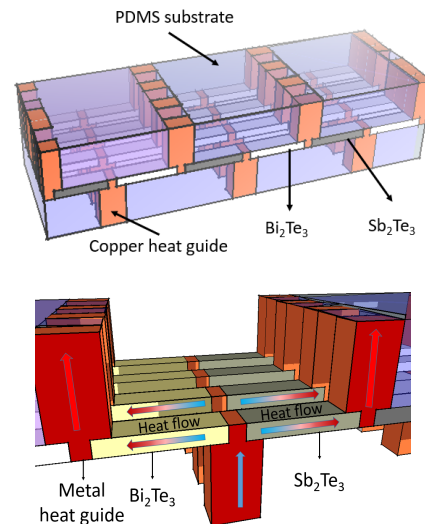 PDMS substrate
Bi₂Te₃
Sb₂Te₃
Copper heat guide
Heat flow
Heat flow
Metal
heat guide
Bi₂Te₃
Sb₂Te₃